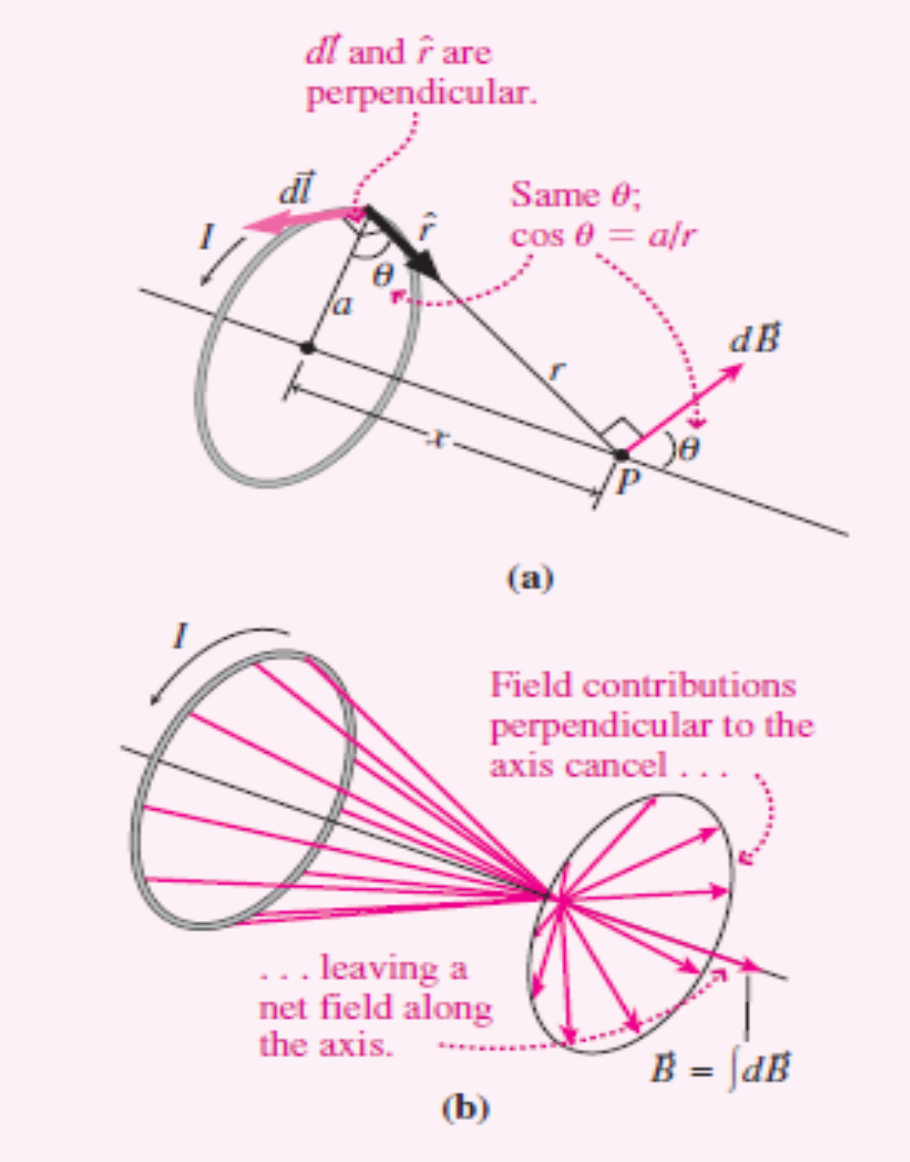 dl⃗ and r̂ are
perpendicular.
dl⃗
Same θ;
cos θ = a/r
I
r̂
θ
a
dB⃗
r
x
θ
P
(a)
I
Field contributions
perpendicular to the
axis cancel . . .
. . . leaving a
net field along
the axis.
B⃗ = ∫dB⃗
(b)